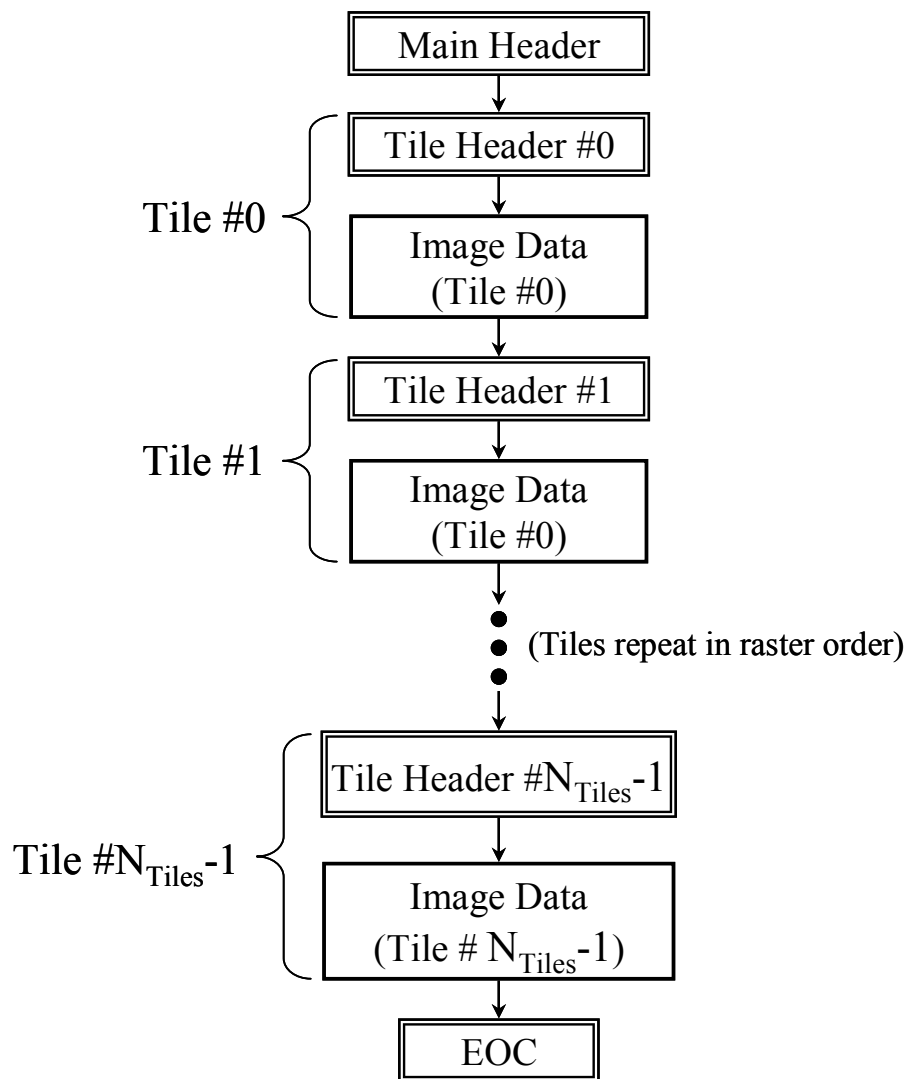 Main Header
Tile Header #0
Tile #0
Image Data
(Tile #0)
Tile Header #1
Tile #1
Image Data
(Tile #0)
(Tiles repeat in raster order)
Tile Header #NTiles-1
Tile #NTiles-1
Image Data
(Tile # NTiles-1)
EOC